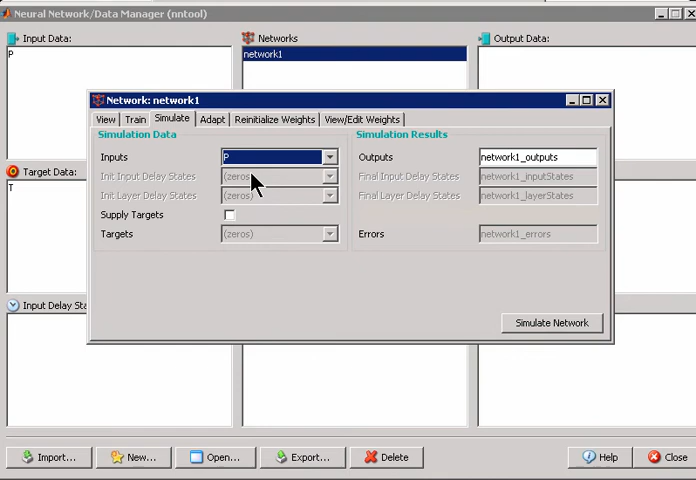 Neural Network/Data Manager (nntool)
Input Data:
Networks
Output Data:
P
network1
Network: network1
View
Train
Simulate
Adapt
Reinitialize Weights
View/Edit Weights
Simulation Data
Simulation Results
Inputs
P
Outputs
network1_outputs
Init Input Delay States
(zeros)
Final Input Delay States
network1_inputStates
Init Layer Delay States
(zeros)
Final Layer Delay States
network1_layerStates
Supply Targets
Targets
(zeros)
Errors
network1_errors
Simulate Network
Target Data:
T
Input Delay Sta
Import...
New...
Open...
Export...
Delete
Help
Close